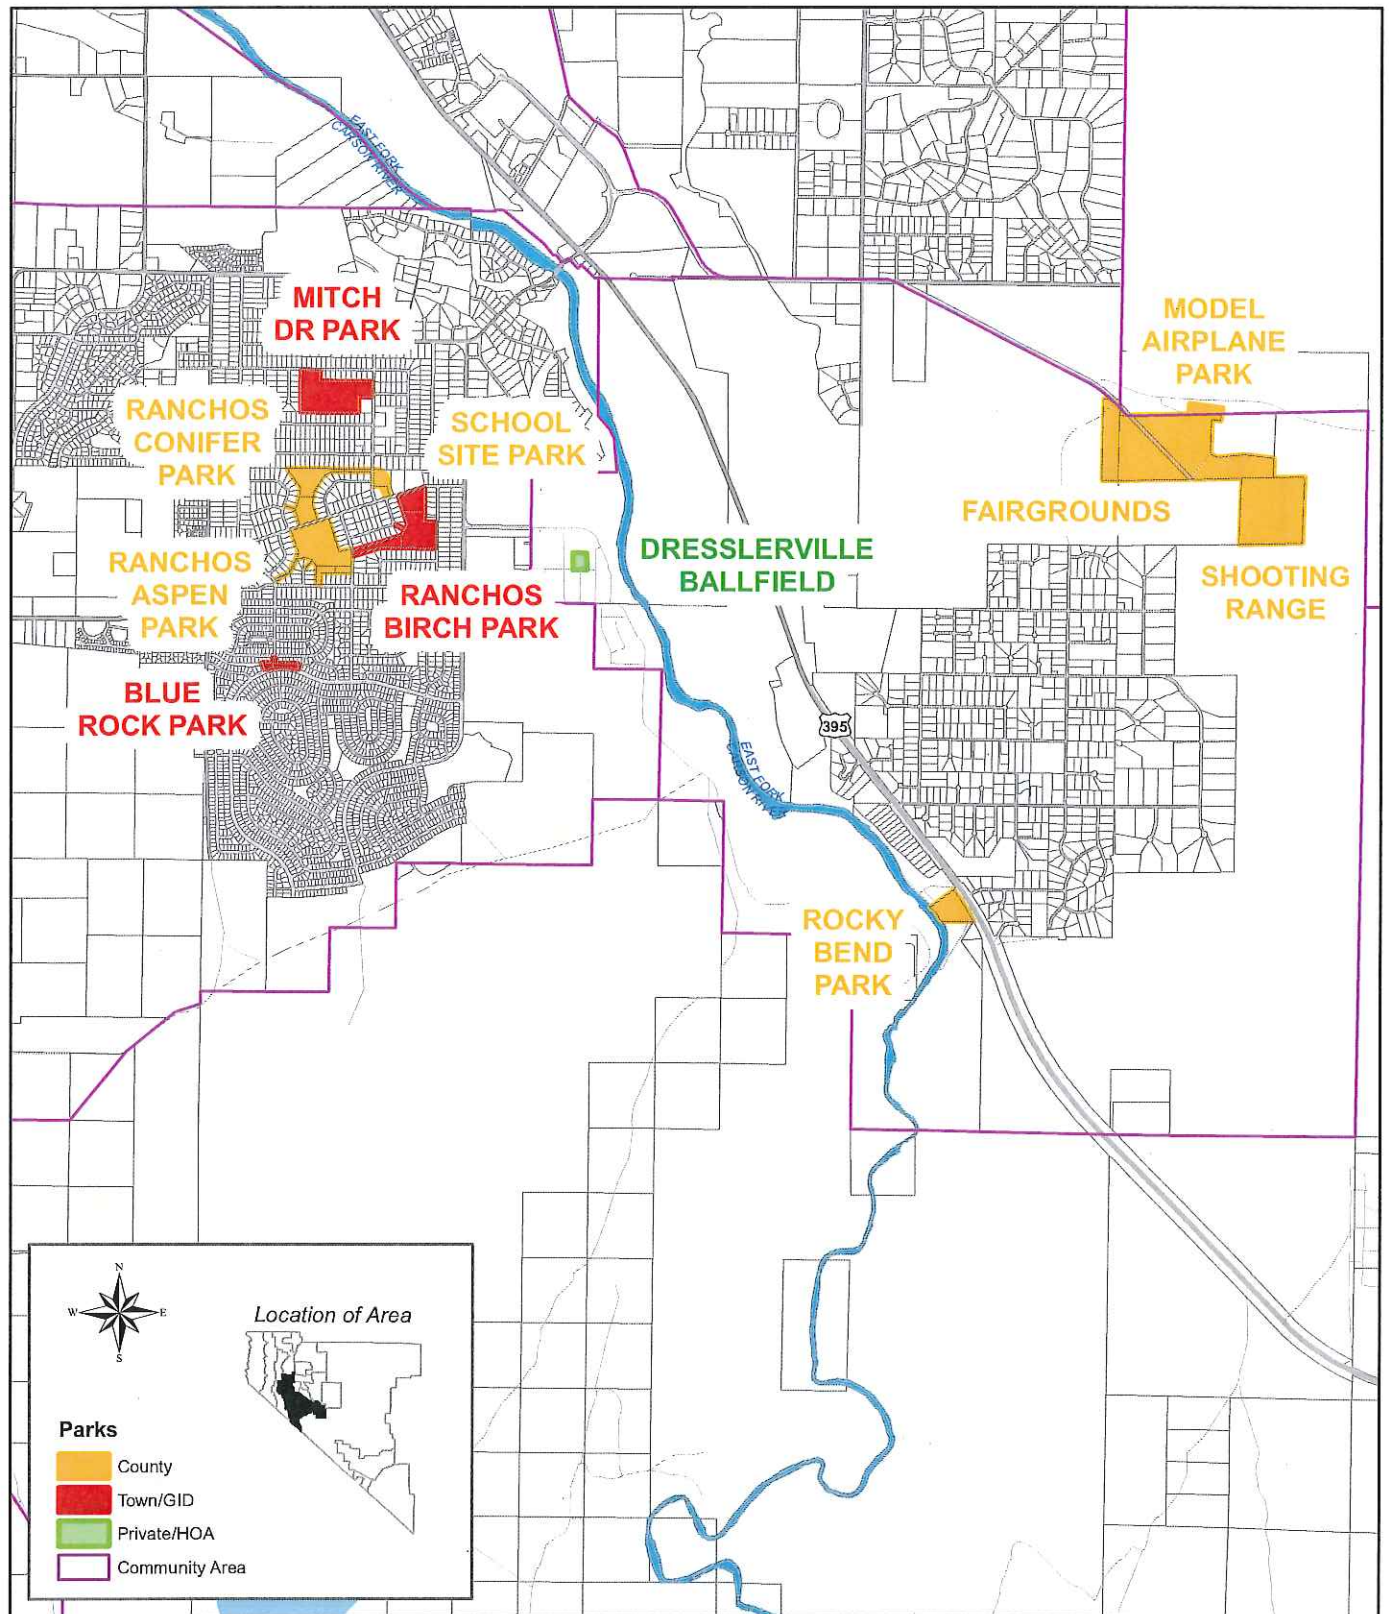 EAST FORK
CARSON RIVER
MITCH
DR PARK
MODEL
AIRPLANE
PARK
RANCHOS
CONIFER
PARK
SCHOOL
SITE PARK
FAIRGROUNDS
DRESSLERVILLE
BALLFIELD
RANCHOS
ASPEN
PARK
RANCHOS
BIRCH PARK
SHOOTING
RANGE
BLUE
ROCK PARK
395
EAST FORK
CARSON RIVER
ROCKY
BEND
PARK
N
W E
S
Location of Area
Parks
County
Town/GID
Private/HOA
Community Area